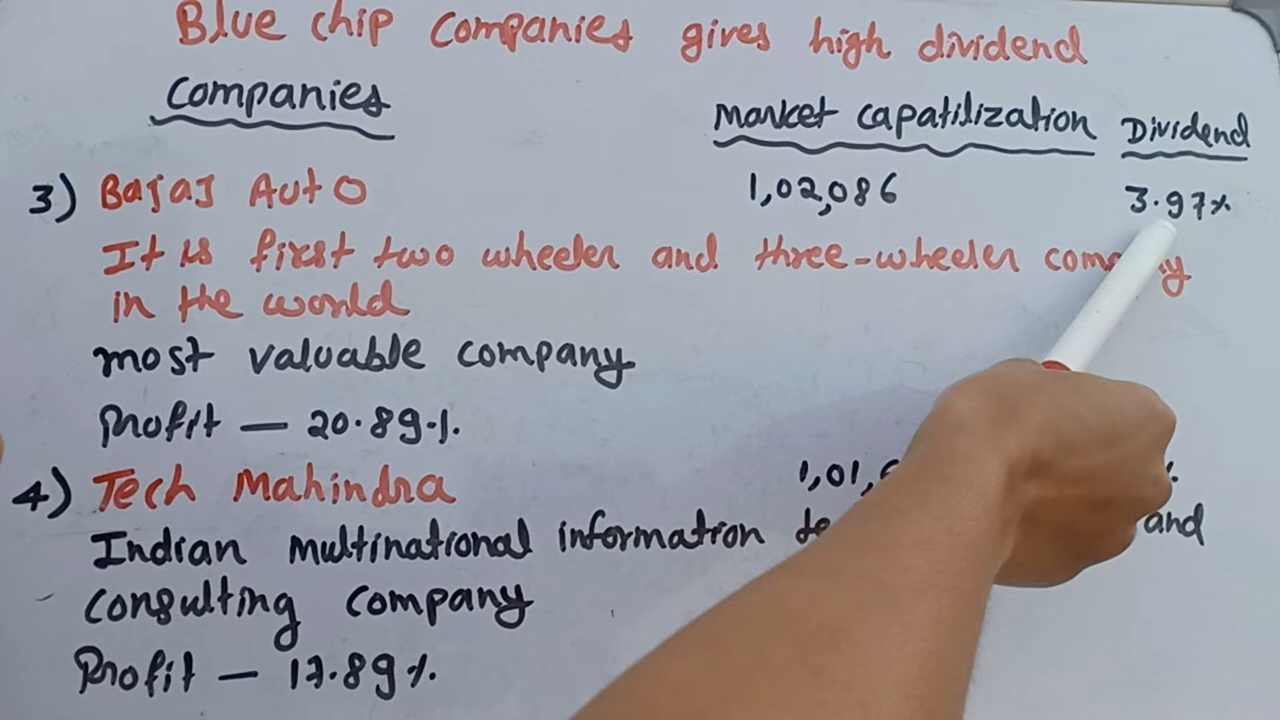 Blue chip companies gives high dividend
Companies Market capatilization Dividend
3) Bajaj Auto 1,02,086 3.97%
It is first two wheeler and three-wheeler
in the world
most valuable company
Profit — 20.89%
4) Tech Mahindra 1,01,
Indian multinational information and
consulting company
Profit — 17.89%